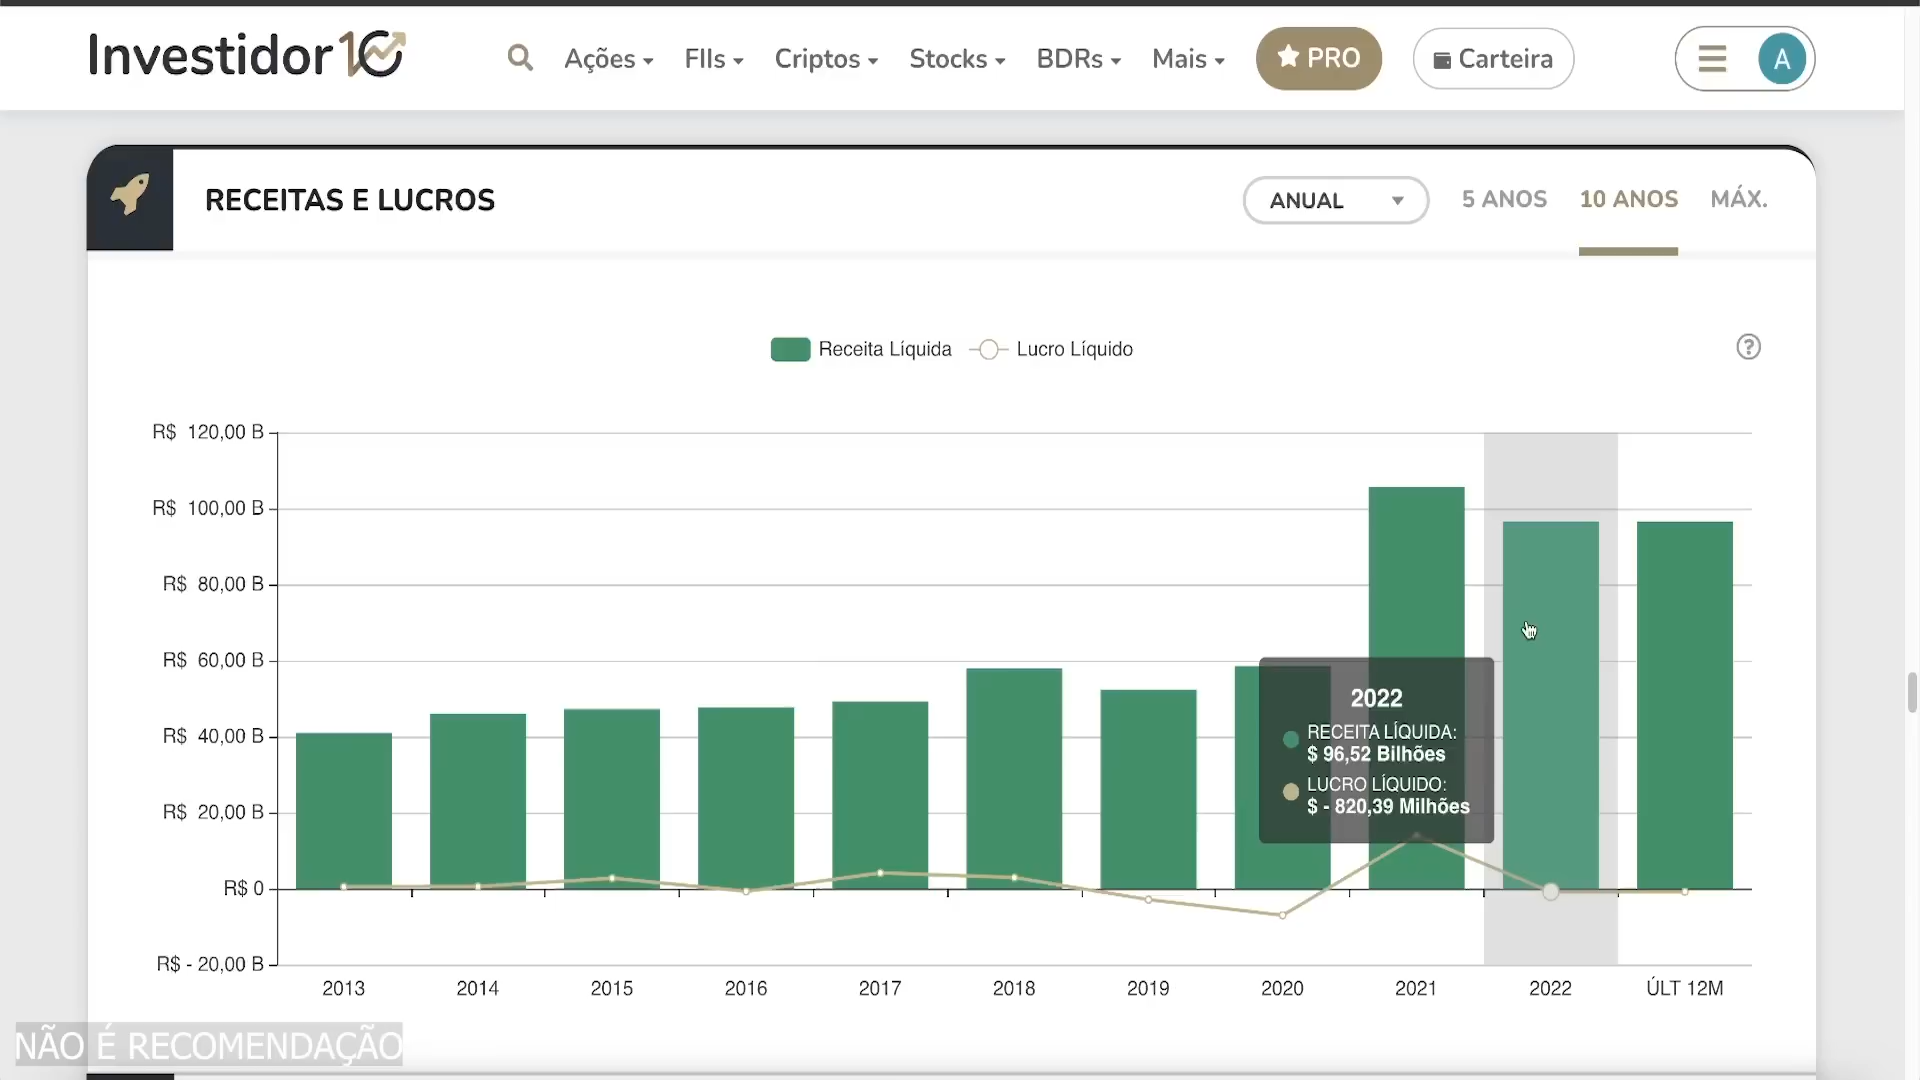 Investidor10
Ações FIIs Criptos Stocks BDRs Mais PRO Carteira A
RECEITAS E LUCROS
ANUAL 5 ANOS 10 ANOS MÁX.
Receita Líquida Lucro Líquido
?
R$ 120,00 B
R$ 100,00 B
R$ 80,00 B
R$ 60,00 B
R$ 40,00 B
R$ 20,00 B
R$ 0
R$ - 20,00 B
2022
RECEITA LÍQUIDA:
$ 96,52 Bilhões
LUCRO LÍQUIDO:
$ - 820,39 Milhões
2013 2014 2015 2016 2017 2018 2019 2020 2021 2022 ÚLT 12M
NÃO É RECOMENDAÇÃO